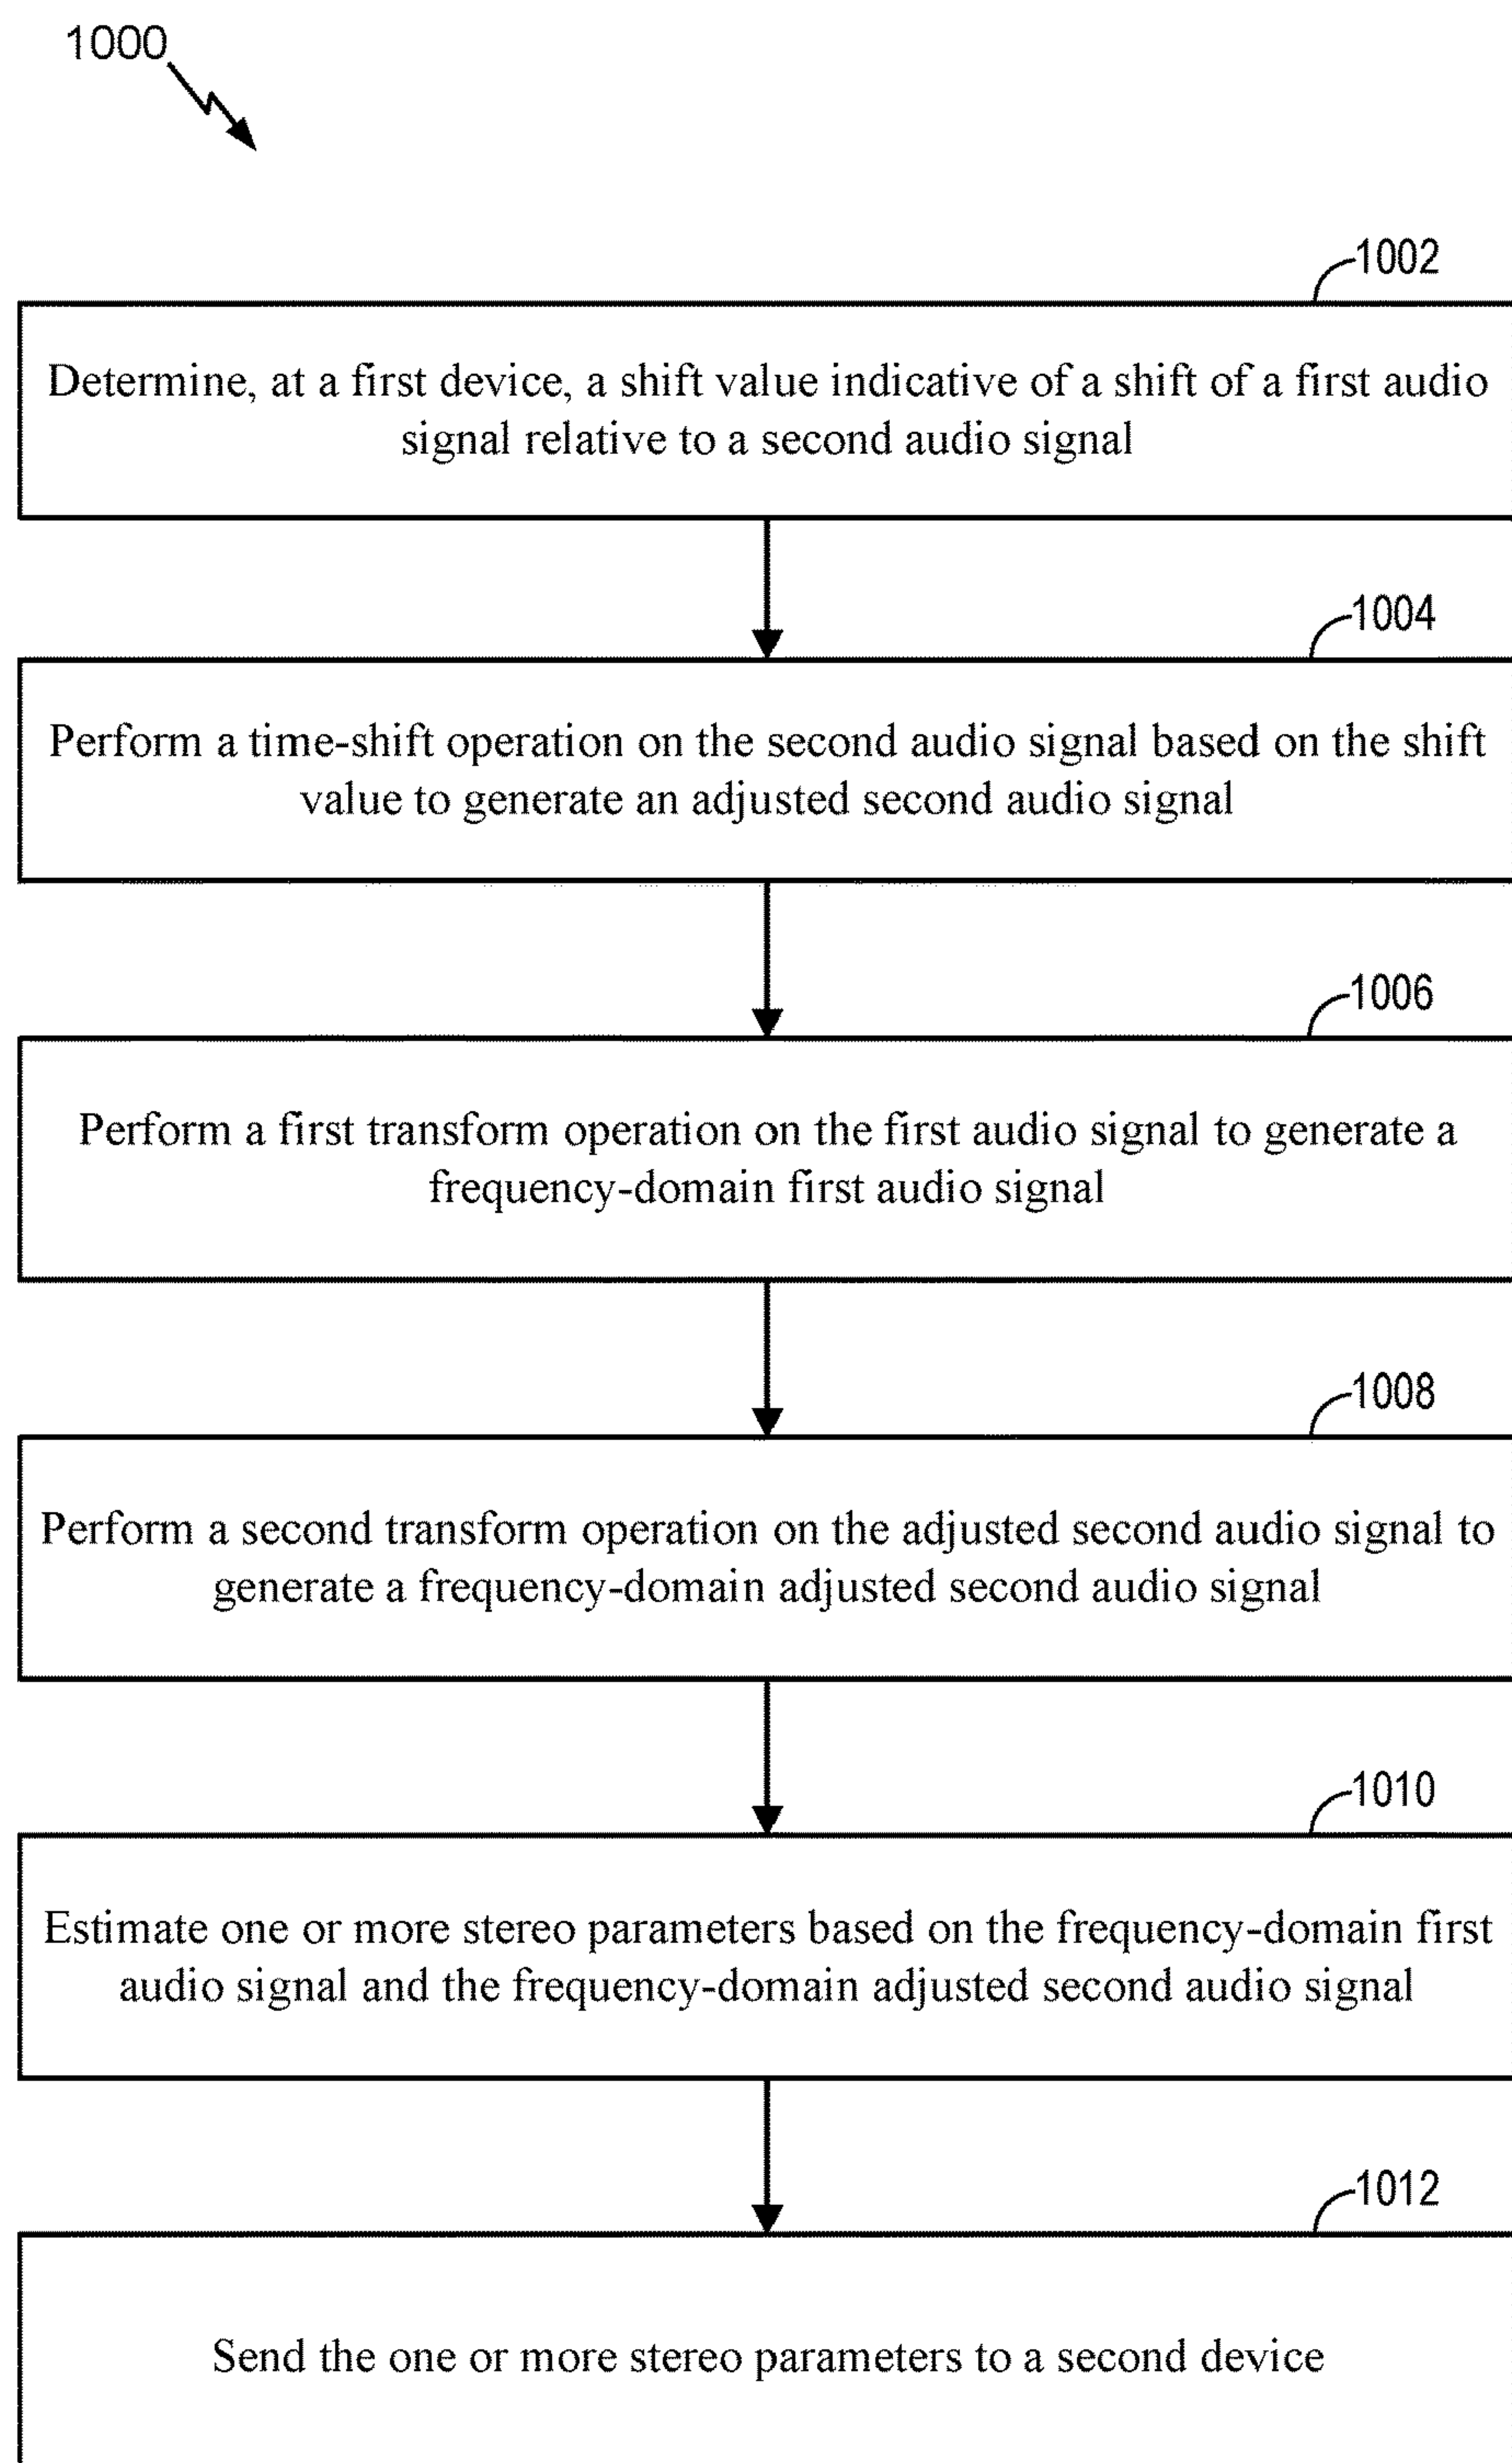 1000
1002
Determine, at a first device, a shift value indicative of a shift of a first audio
signal relative to a second audio signal
1004
Perform a time-shift operation on the second audio signal based on the shift
value to generate an adjusted second audio signal
1006
Perform a first transform operation on the first audio signal to generate a
frequency-domain first audio signal
1008
Perform a second transform operation on the adjusted second audio signal to
generate a frequency-domain adjusted second audio signal
1010
Estimate one or more stereo parameters based on the frequency-domain first
audio signal and the frequency-domain adjusted second audio signal
1012
Send the one or more stereo parameters to a second device